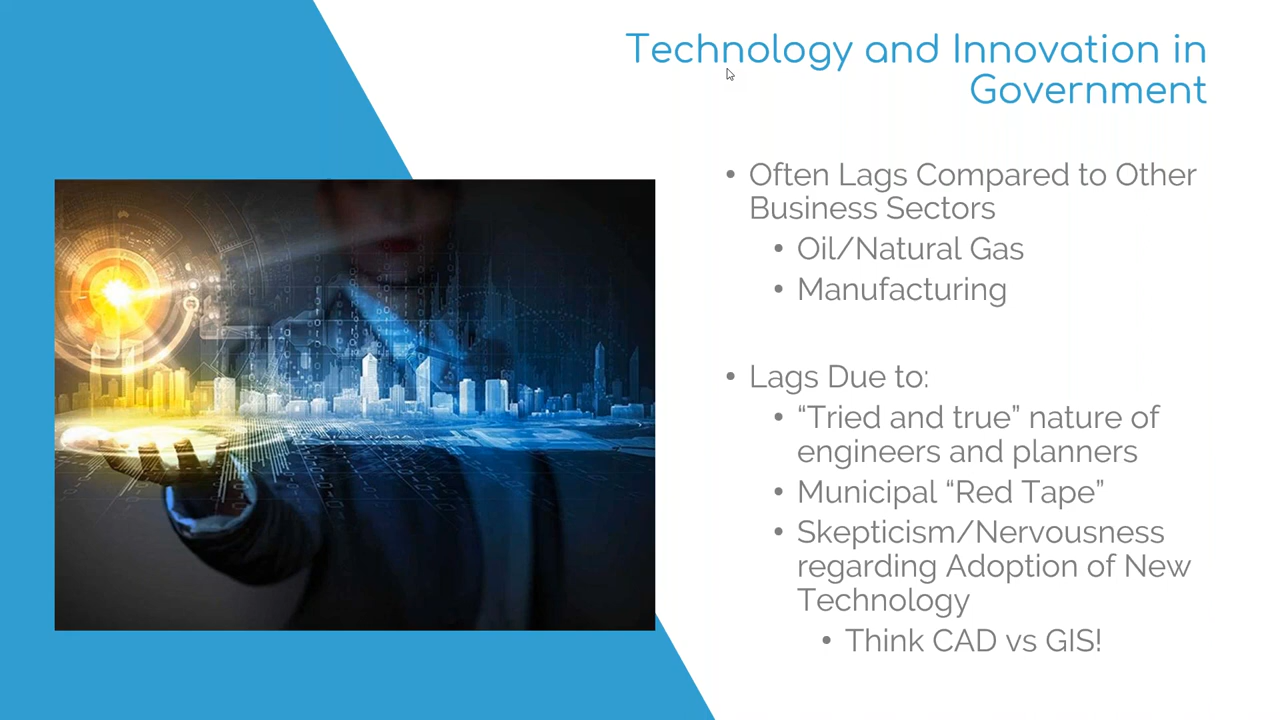 Technology and Innovation in
Government
• Often Lags Compared to Other
Business Sectors
• Oil/Natural Gas
• Manufacturing
• Lags Due to:
• “Tried and true” nature of
engineers and planners
• Municipal “Red Tape”
• Skepticism/Nervousness
regarding Adoption of New
Technology
• Think CAD vs GIS!